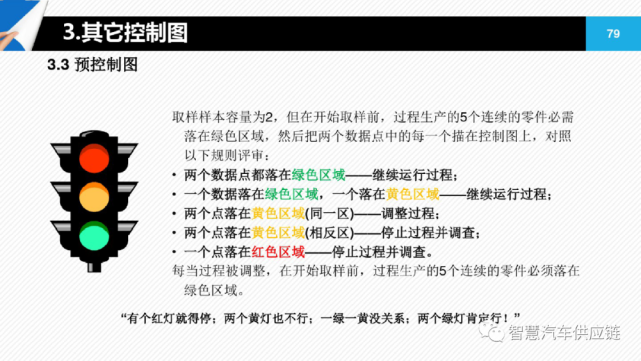 3.其它控制图
79
3.3 预控制图
取样样本容量为2，但在开始取样前，过程生产的5个连续的零件必需
落在绿色区域，然后把两个数据点中的每一个描在控制图上，对照
以下规则评审：
• 两个数据点都落在绿色区域——继续运行过程；
• 一个数据落在绿色区域，一个落在黄色区域——继续运行过程；
• 两个点落在黄色区域(同一区)——调整过程；
• 两个点落在黄色区域(相反区)——停止过程并调查；
• 一个点落在红色区域——停止过程并调查。
每当过程被调整，在开始取样前，过程生产的5个连续的零件必须落在
绿色区域。
“有个红灯就得停；两个黄灯也不行；一绿一黄没关系；两个绿灯肯定行！”
智慧汽车供应链